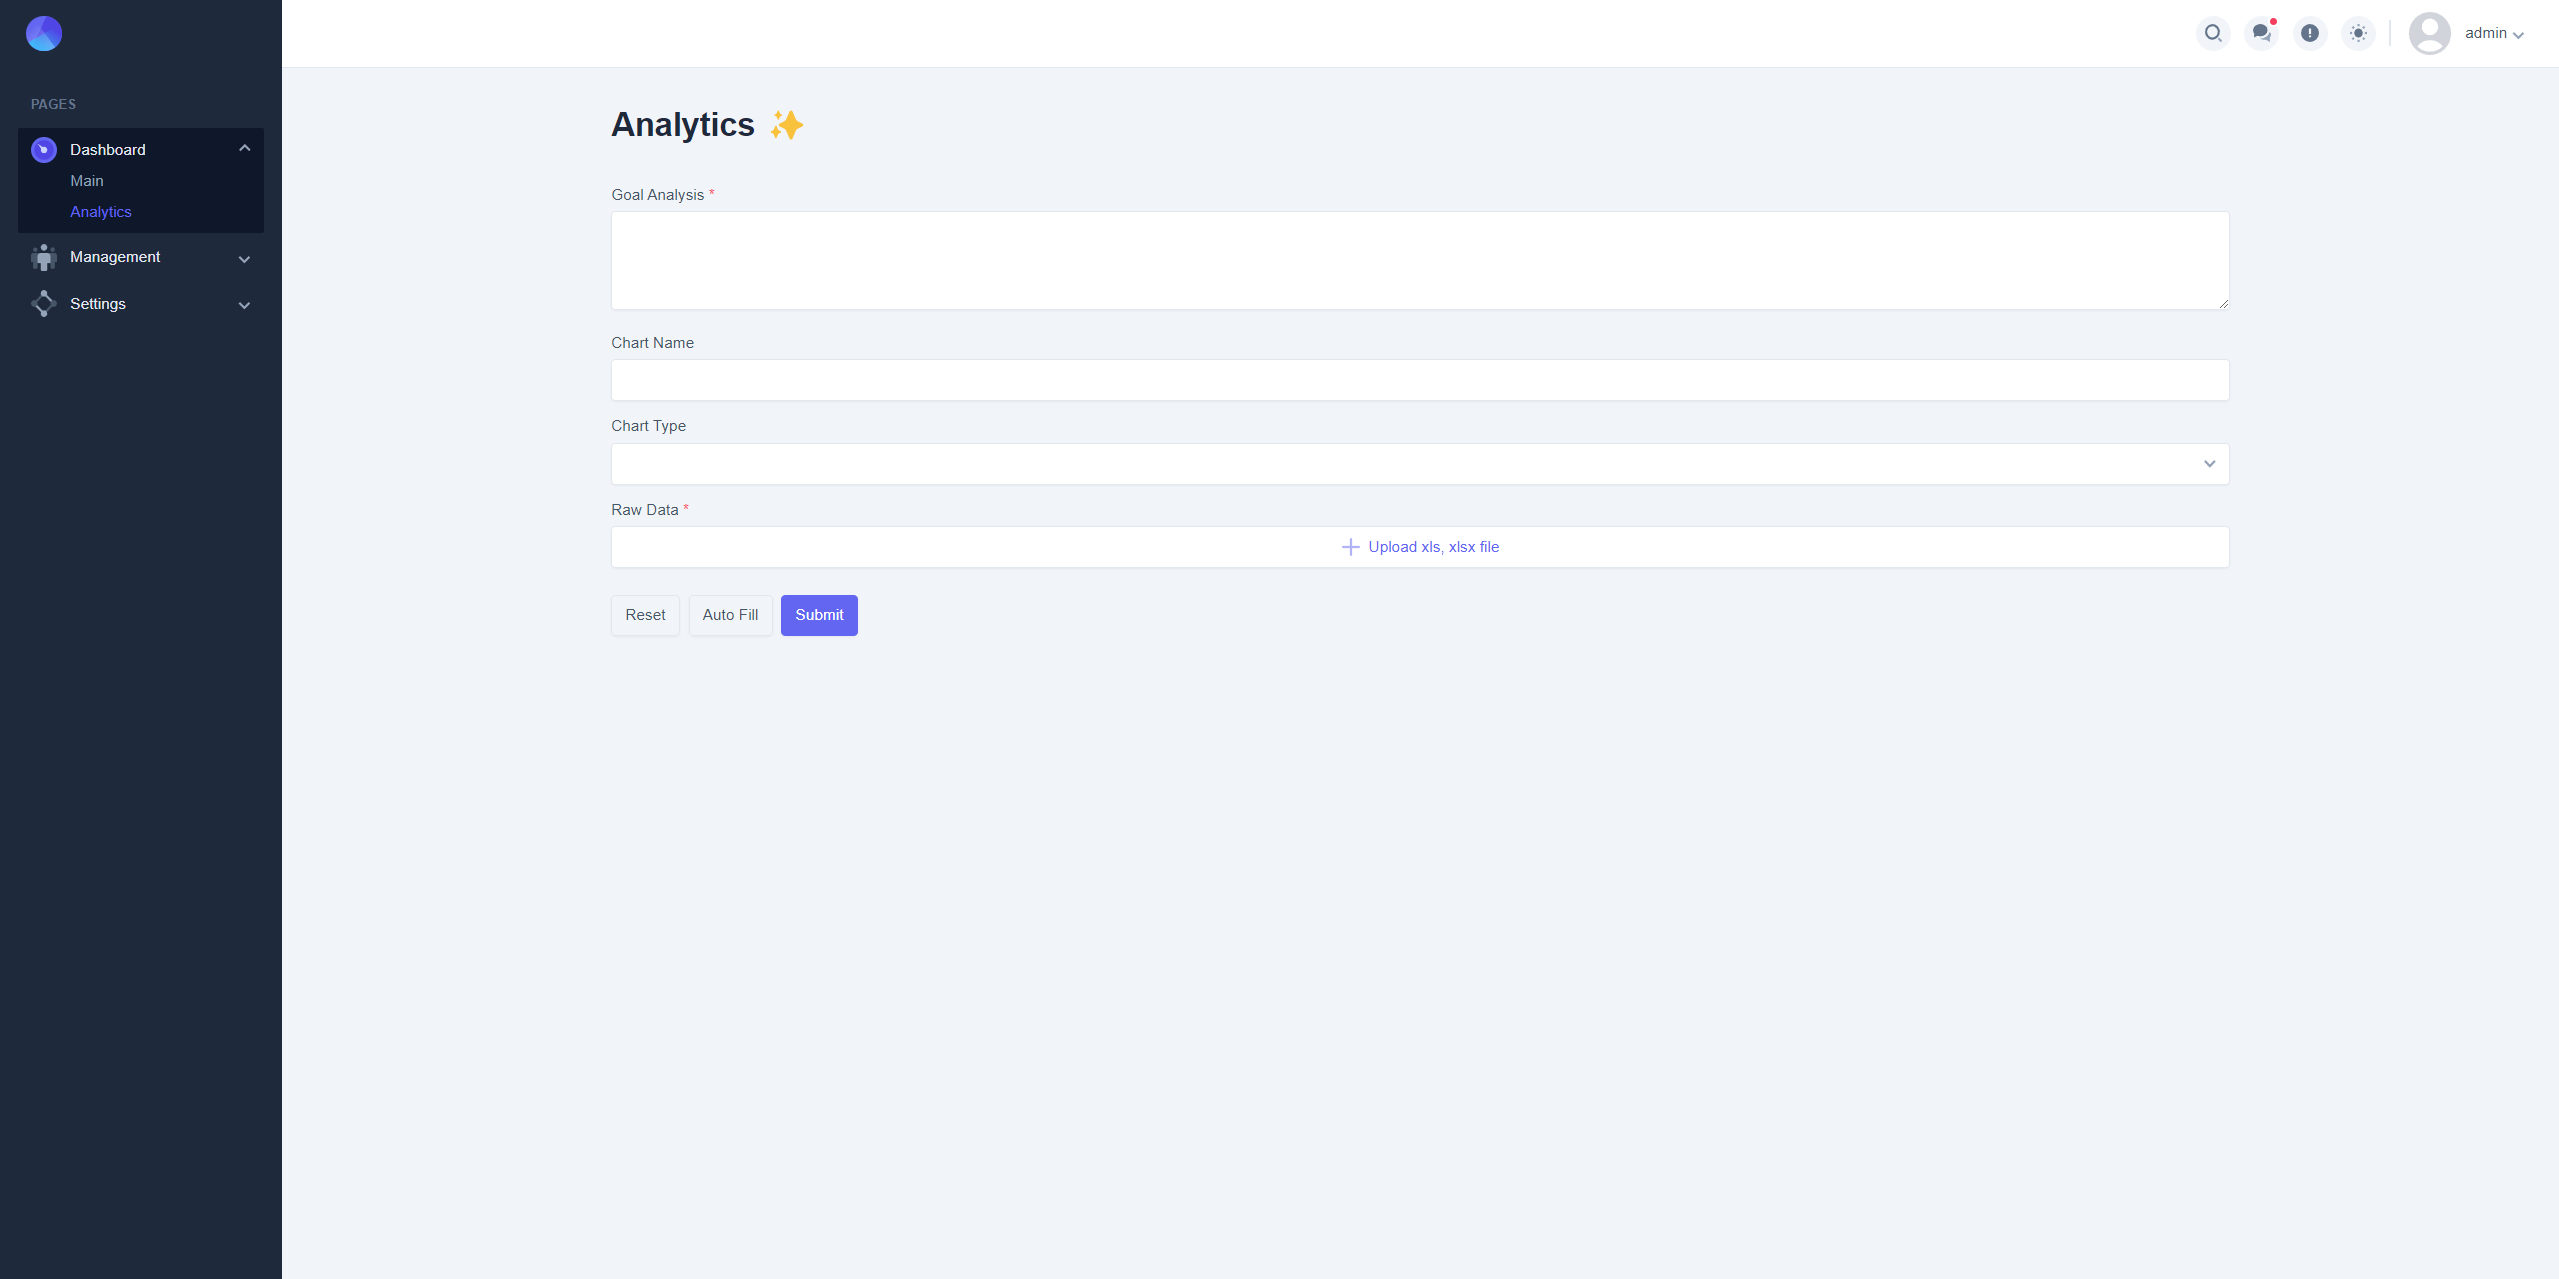 admin
PAGES
Dashboard
Main
Analytics
Management
Settings
Analytics ✨
Goal Analysis *
Chart Name
Chart Type
Raw Data *
Upload xls, xlsx file
Reset Auto Fill Submit